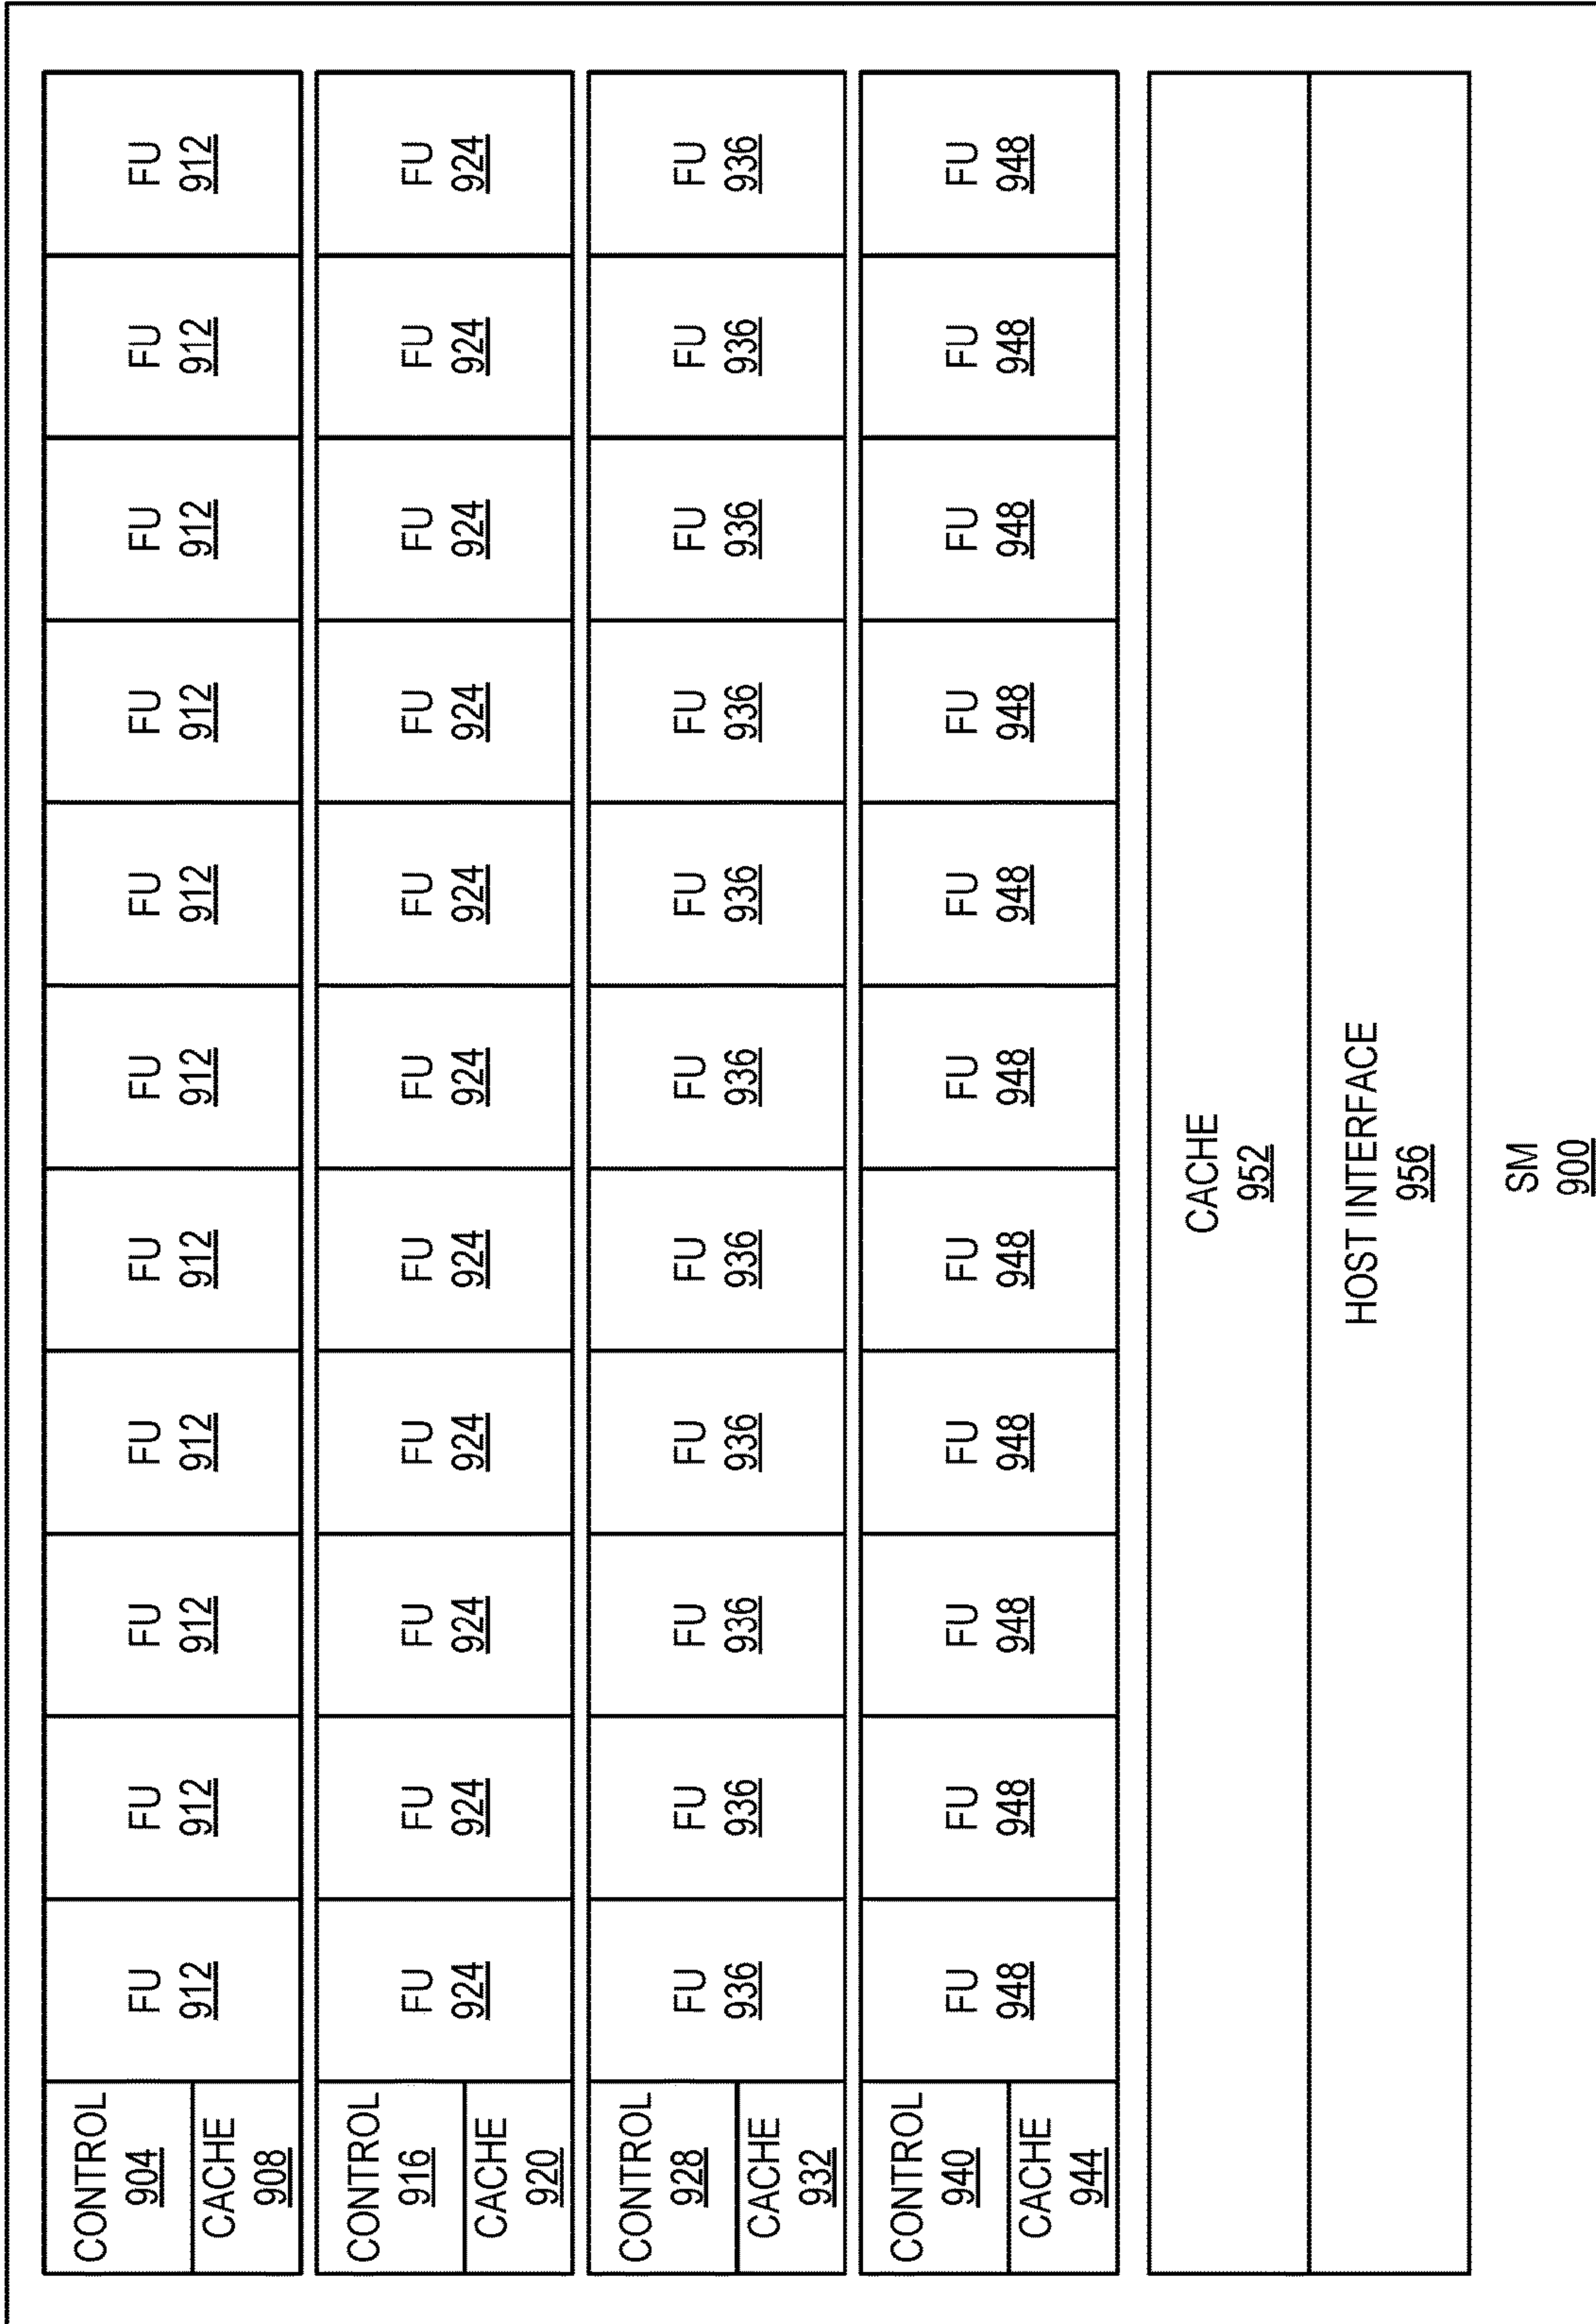 CONTROL
904
CACHE
908
FU
912
FU
912
FU
912
FU
912
FU
912
FU
912
FU
912
FU
912
FU
912
FU
912
FU
912
CONTROL
916
CACHE
920
FU
924
FU
924
FU
924
FU
924
FU
924
FU
924
FU
924
FU
924
FU
924
FU
924
FU
924
CONTROL
928
CACHE
932
FU
936
FU
936
FU
936
FU
936
FU
936
FU
936
FU
936
FU
936
FU
936
FU
936
FU
936
CONTROL
940
CACHE
944
FU
948
FU
948
FU
948
FU
948
FU
948
FU
948
FU
948
FU
948
FU
948
FU
948
FU
948
CACHE
952
HOST INTERFACE
956
SM
900